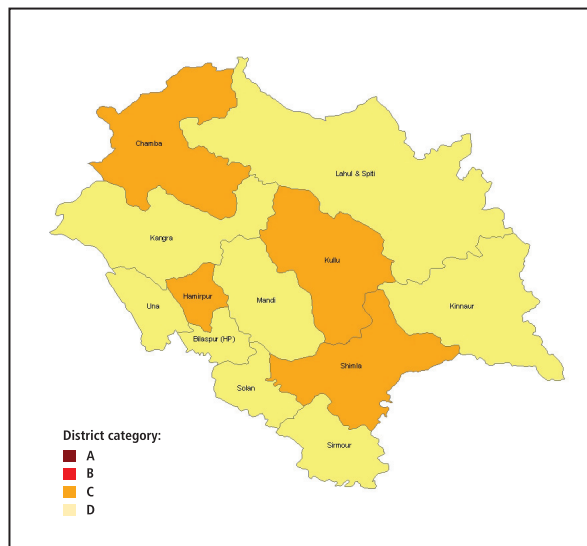 Chamba
Lahul & Spiti
Kangra
Kullu
Hamirpur
Mandi
Kinnaur
Una
Bilaspur (HP)
Shimla
Solan
Sirmour
District category:
A
B
C
D